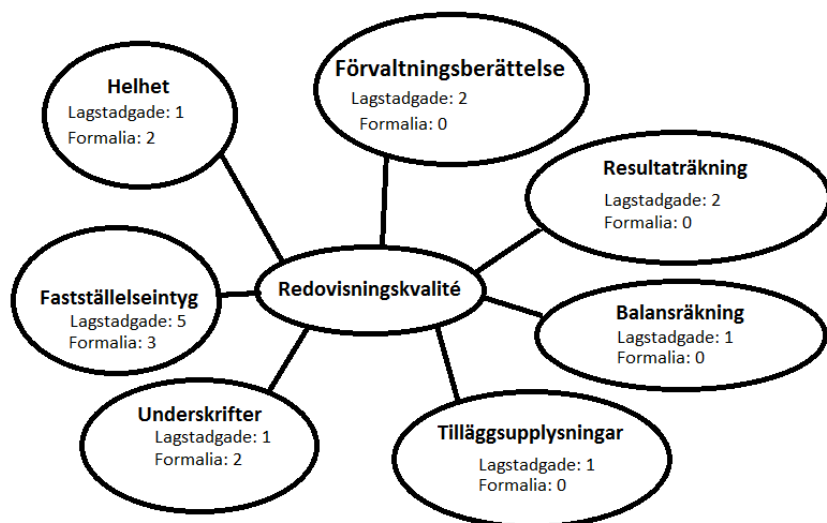 Helhet
Lagstadgade: 1
Formalia: 2
Förvaltningsberättelse
Lagstadgade: 2
Formalia: 0
Resultaträkning
Lagstadgade: 2
Formalia: 0
Redovisningskvalité
Fastställelseintyg
Lagstadgade: 5
Formalia: 3
Balansräkning
Lagstadgade: 1
Formalia: 0
Underskrifter
Lagstadgade: 1
Formalia: 2
Tilläggsupplysningar
Lagstadgade: 1
Formalia: 0